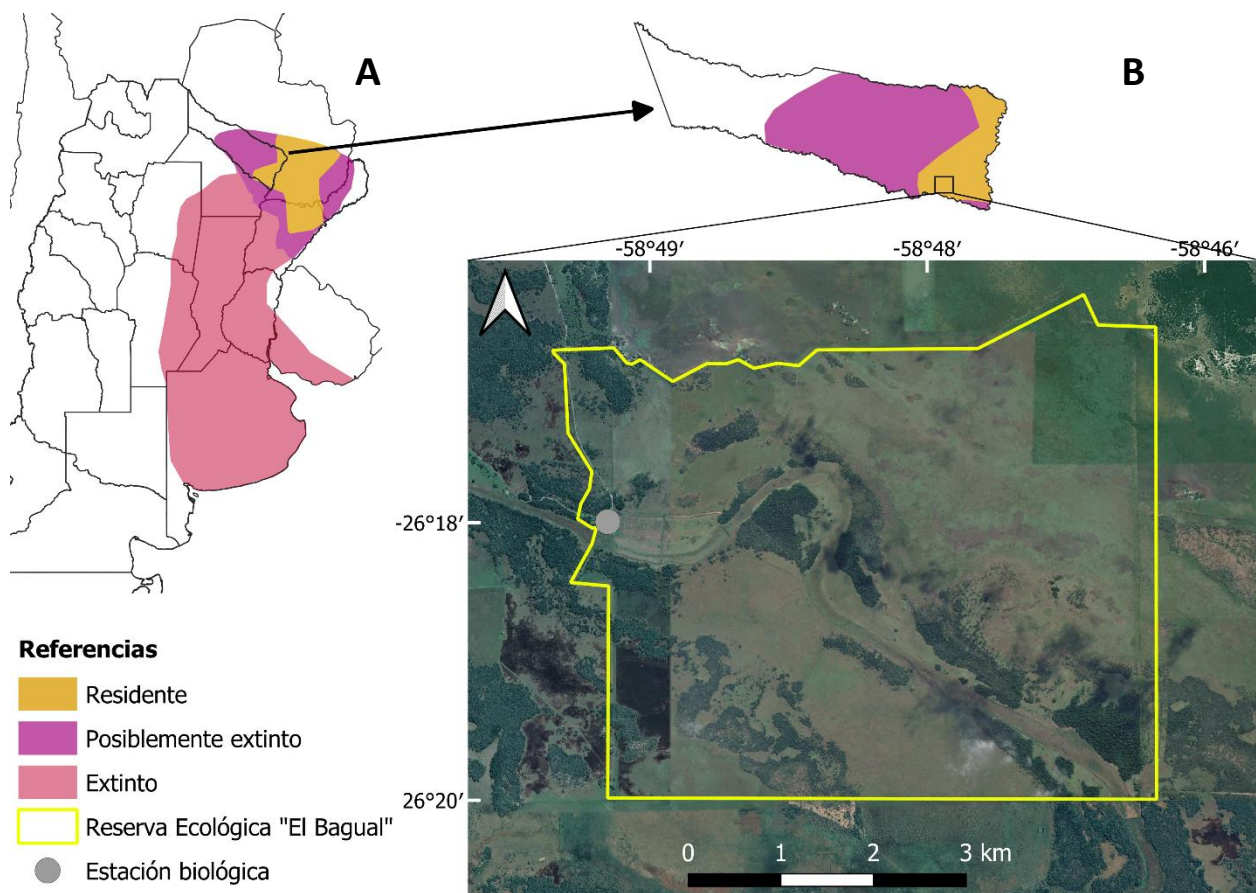 A
B
-58°49′
-58°48′
-58°46′
-26°18′
26°20′
Referencias
Residente
Posiblemente extinto
Extinto
Reserva Ecológica "El Bagual"
Estación biológica
0 1 2 3 km